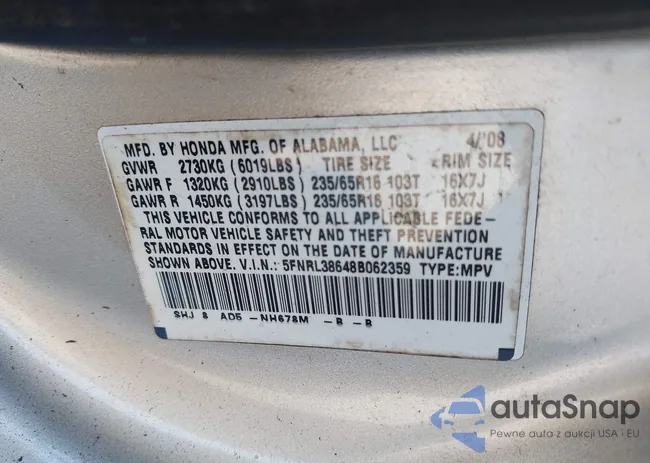 MFD. BY HONDA MFG. OF ALABAMA, LLC 4/'08
GVWR 2730KG (6019LBS) TIRE SIZE RIM SIZE
GAWR F 1320KG (2910LBS) 235/65R16 103T 16X7J
GAWR R 1450KG (3197LBS) 235/65R16 103T 16X7J
THIS VEHICLE CONFORMS TO ALL APPLICABLE FEDE-
RAL MOTOR VEHICLE SAFETY AND THEFT PREVENTION
STANDARDS IN EFFECT ON THE DATE OF MANUFACTURE
SHOWN ABOVE. V.I.N.: 5FNRL38648B062359 TYPE:MPV
SHJ 8 AD5 -NH678M -B -B
autaSnap
Pewne auta z aukcji USA i EU